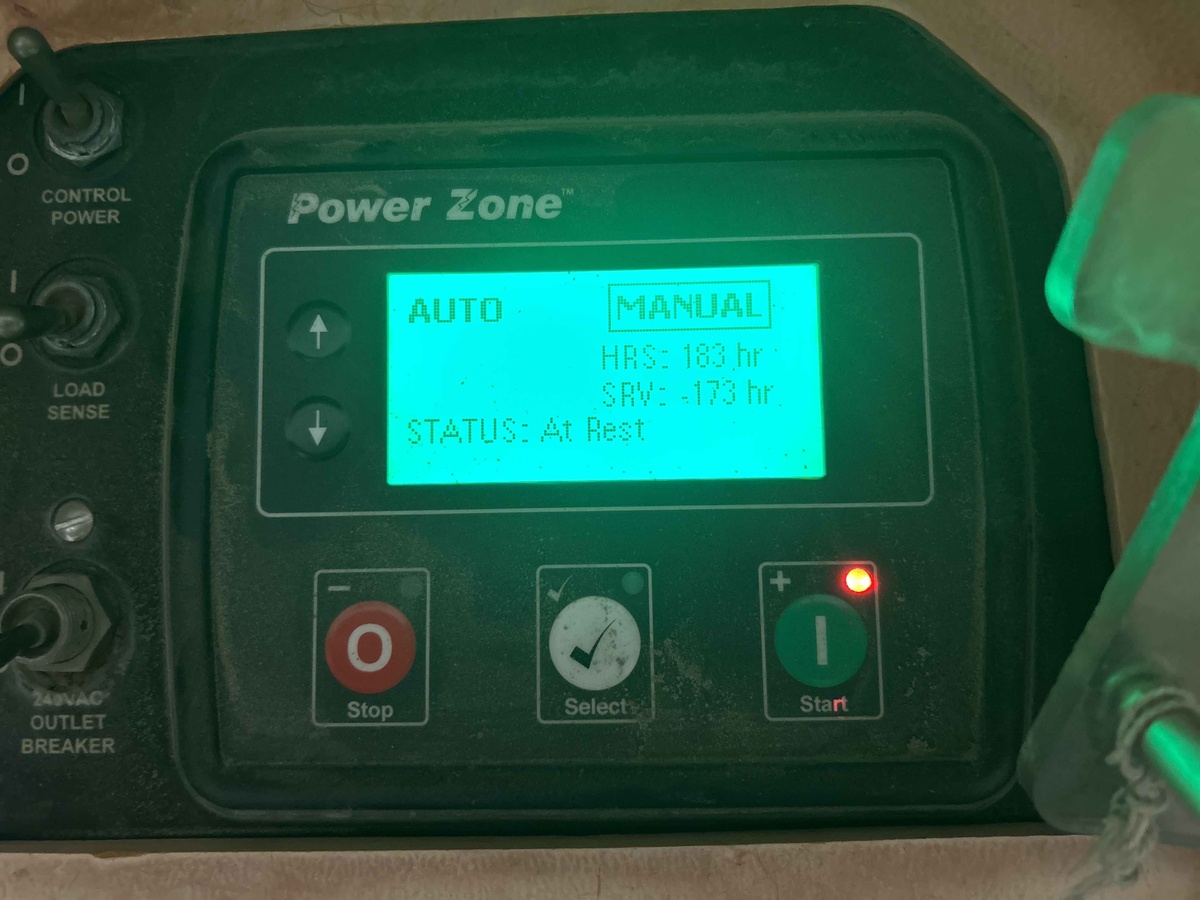 I
O
CONTROL
POWER
I
O
LOAD
SENSE
240VAC
OUTLET
BREAKER
Power Zone™
AUTO MANUAL
HRS: 183 hr
SRV: -173 hr
STATUS: At Rest
− ✓ +
O I
Stop Select Start